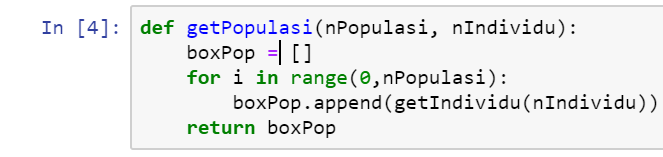 In [4]: def getPopulasi(nPopulasi, nIndividu):
boxPop = []
for i in range(0,nPopulasi):
boxPop.append(getIndividu(nIndividu))
return boxPop